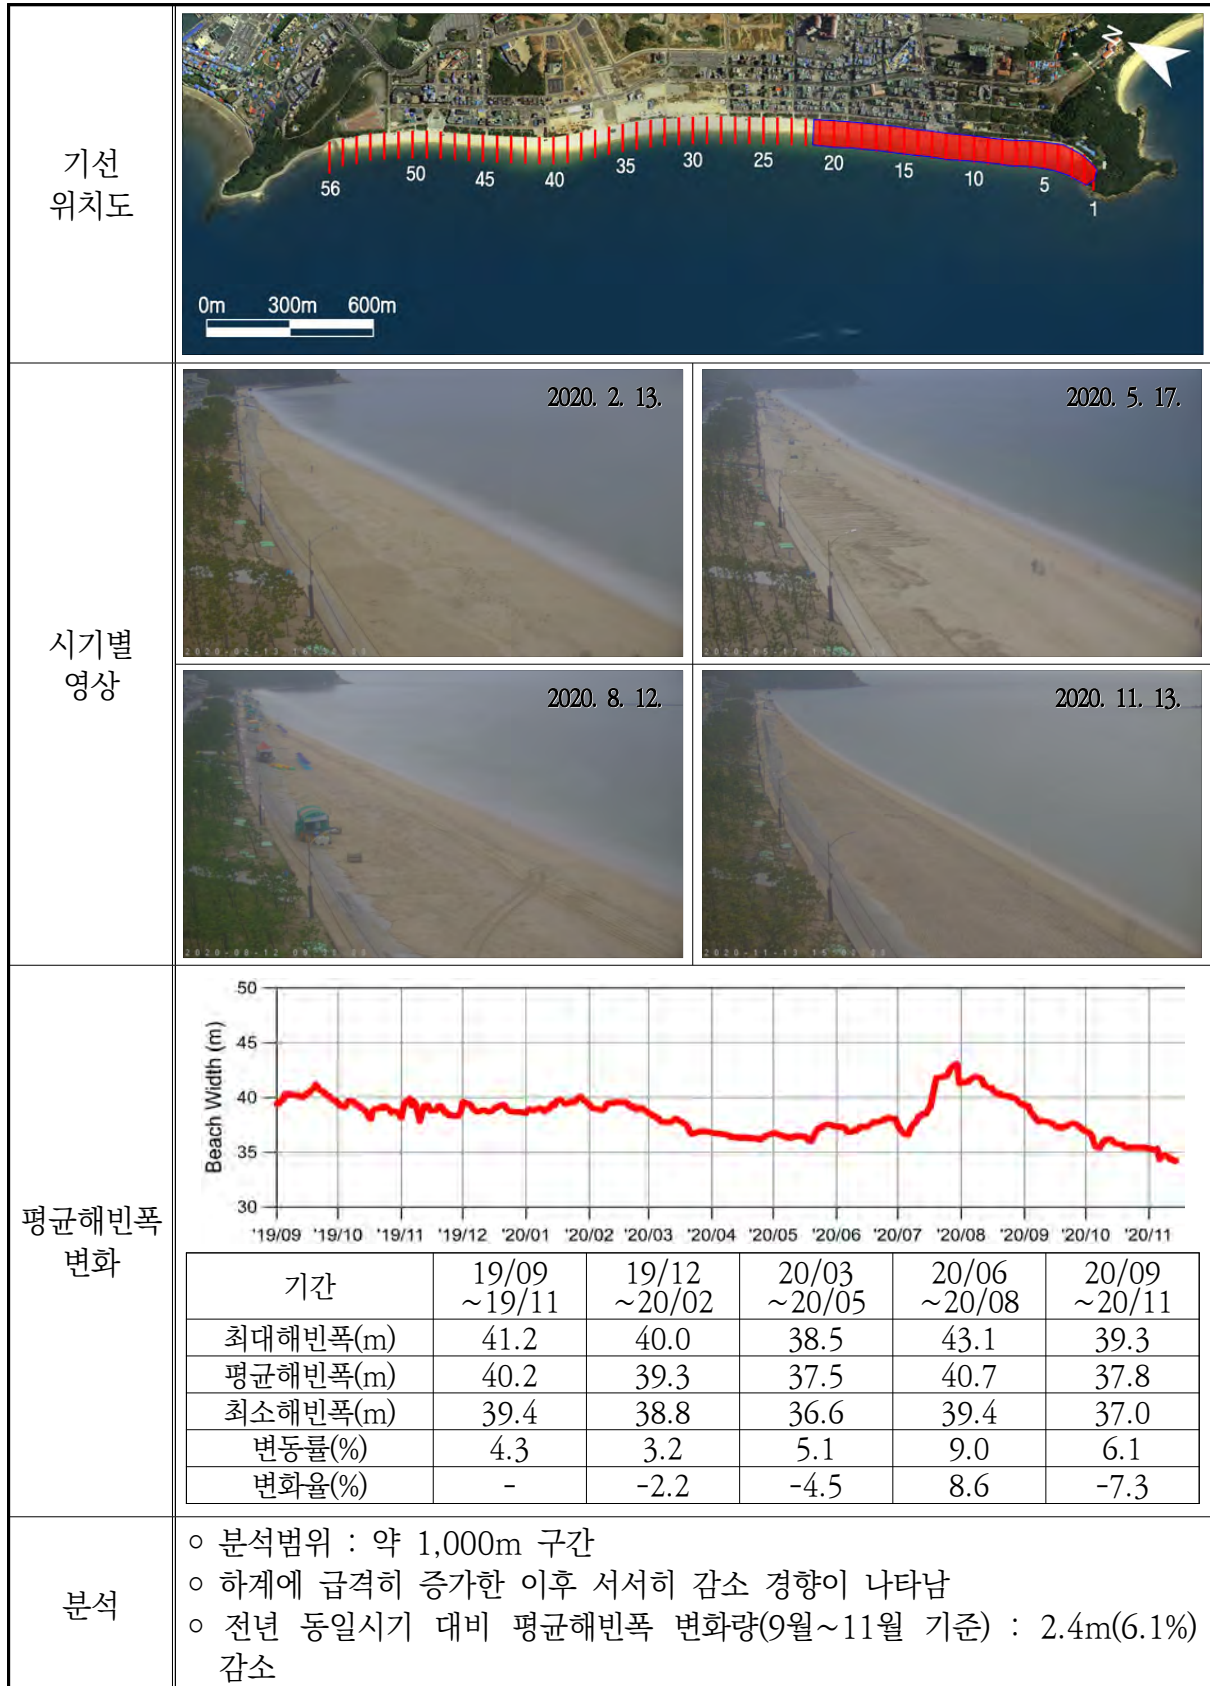 기선
위치도
N
56
50
45
40
35
30
25
20
15
10
5
1
0m 300m 600m
시기별
영상
2020. 2. 13.
2020. 5. 17.
2020. 8. 12.
2020. 11. 13.
평균해빈폭
변화
Beach Width (m)
50
45
40
35
30
'19/09 '19/10 '19/11 '19/12 '20/01 '20/02 '20/03 '20/04 '20/05 '20/06 '20/07 '20/08 '20/09 '20/10 '20/11
기간 19/09 ~19/11 19/12 ~20/02 20/03 ~20/05 20/06 ~20/08 20/09 ~20/11
최대해빈폭(m) 41.2 40.0 38.5 43.1 39.3
평균해빈폭(m) 40.2 39.3 37.5 40.7 37.8
최소해빈폭(m) 39.4 38.8 36.6 39.4 37.0
변동률(%) 4.3 3.2 5.1 9.0 6.1
변화율(%) - -2.2 -4.5 8.6 -7.3
분석
○ 분석범위 : 약 1,000m 구간
○ 하계에 급격히 증가한 이후 서서히 감소 경향이 나타남
○ 전년 동일시기 대비 평균해빈폭 변화량(9월~11월 기준) : 2.4m(6.1%)
감소